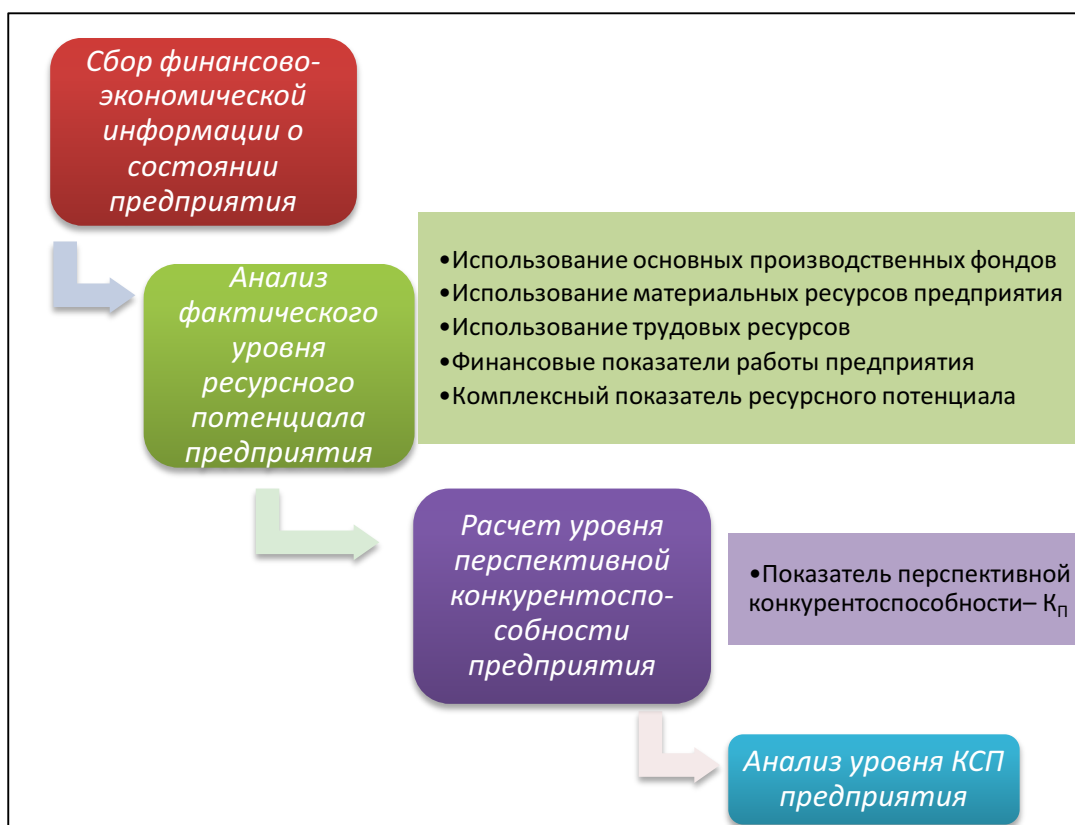 Сбор финансово-
экономической
информации о
состоянии
предприятия
Анализ
фактического
уровня
ресурсного
потенциала
предприятия
•Использование основных производственных фондов
•Использование материальных ресурсов предприятия
•Использование трудовых ресурсов
•Финансовые показатели работы предприятия
•Комплексный показатель ресурсного потенциала
Расчет уровня
перспективной
конкурентоспо-
собности
предприятия
•Показатель перспективной
конкурентоспособности– КП
Анализ уровня КСП
предприятия